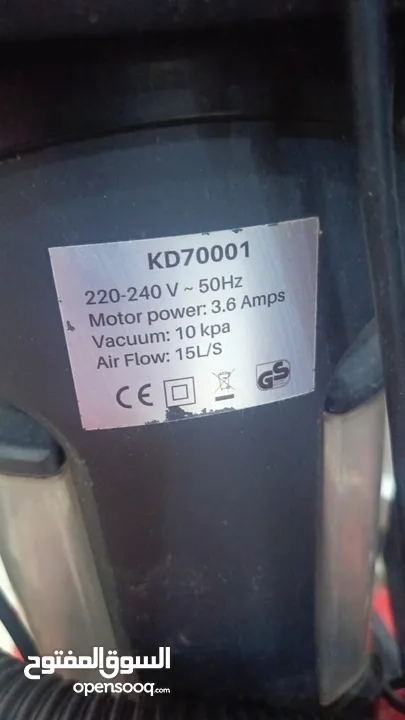 KD70001
220-240 V ~ 50Hz
Motor power: 3.6 Amps
Vacuum: 10 kpa
Air Flow: 15L/S
CE GS
السوق المفتوح
opensooq.com